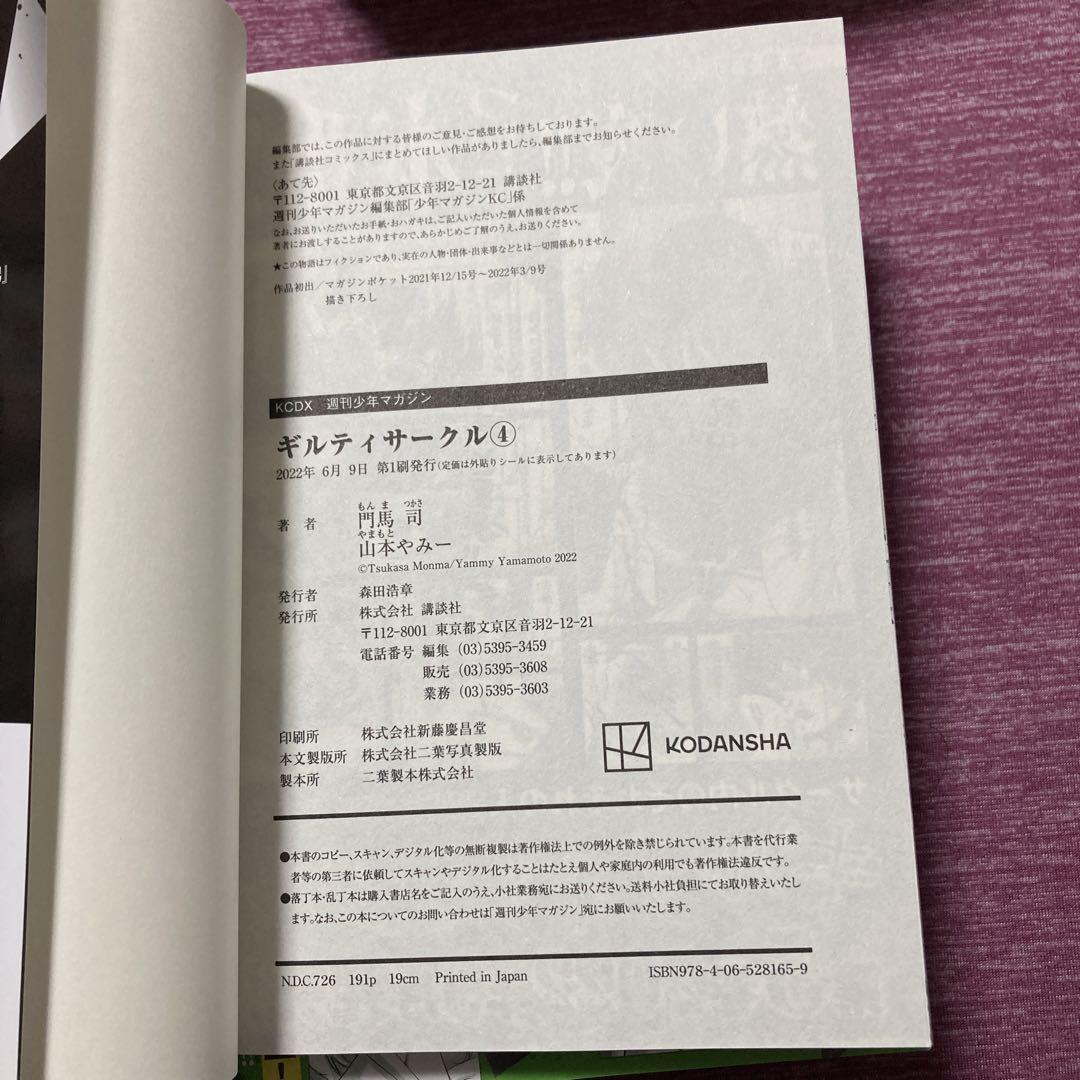 編集部では、この作品に対する皆様のご意見・ご感想をお待ちしております。
また「講談社コミックス」にまとめてほしい作品がありましたら、編集部までお知らせください。
〈あて先〉
〒112-8001 東京都文京区音羽2-12-21 講談社
週刊少年マガジン編集部「少年マガジンKC」係
なお、お送りいただいたお手紙・おハガキは、ご記入いただいた個人情報を含めて
著者にお渡しすることがありますので、あらかじめご了解のうえ、お送りください。
★この物語はフィクションであり、実在の人物・団体・出来事などとは一切関係ありません。
作品初出／マガジンポケット2021年12/15号～2022年3/9号
描き下ろし
KCDX 週刊少年マガジン
ギルティサークル④
2022年 6月 9日 第1刷発行(定価は外貼りシールに表示してあります)
もん ま つかさ
著 者 門馬 司
やまもと
山本やみー
©Tsukasa Monma/Yammy Yamamoto 2022
発行者 森田浩章
発行所 株式会社 講談社
〒112-8001 東京都文京区音羽2-12-21
電話番号 編集 (03)5395-3459
販売 (03)5395-3608
業務 (03)5395-3603
印刷所 株式会社新藤慶昌堂
本文製版所 株式会社二葉写真製版
製本所 二葉製本株式会社
KODANSHA
●本書のコピー、スキャン、デジタル化等の無断複製は著作権法上での例外を除き禁じられています。本書を代行業
者等の第三者に依頼してスキャンやデジタル化することはたとえ個人や家庭内の利用でも著作権法違反です。
●落丁本・乱丁本は購入書店名をご記入のうえ、小社業務宛にお送りください。送料小社負担にてお取り替えいたし
ます。なお、この本についてのお問い合わせは「週刊少年マガジン」宛にお願いいたします。
N.D.C.726 191p 19cm Printed in Japan
ISBN978-4-06-528165-9